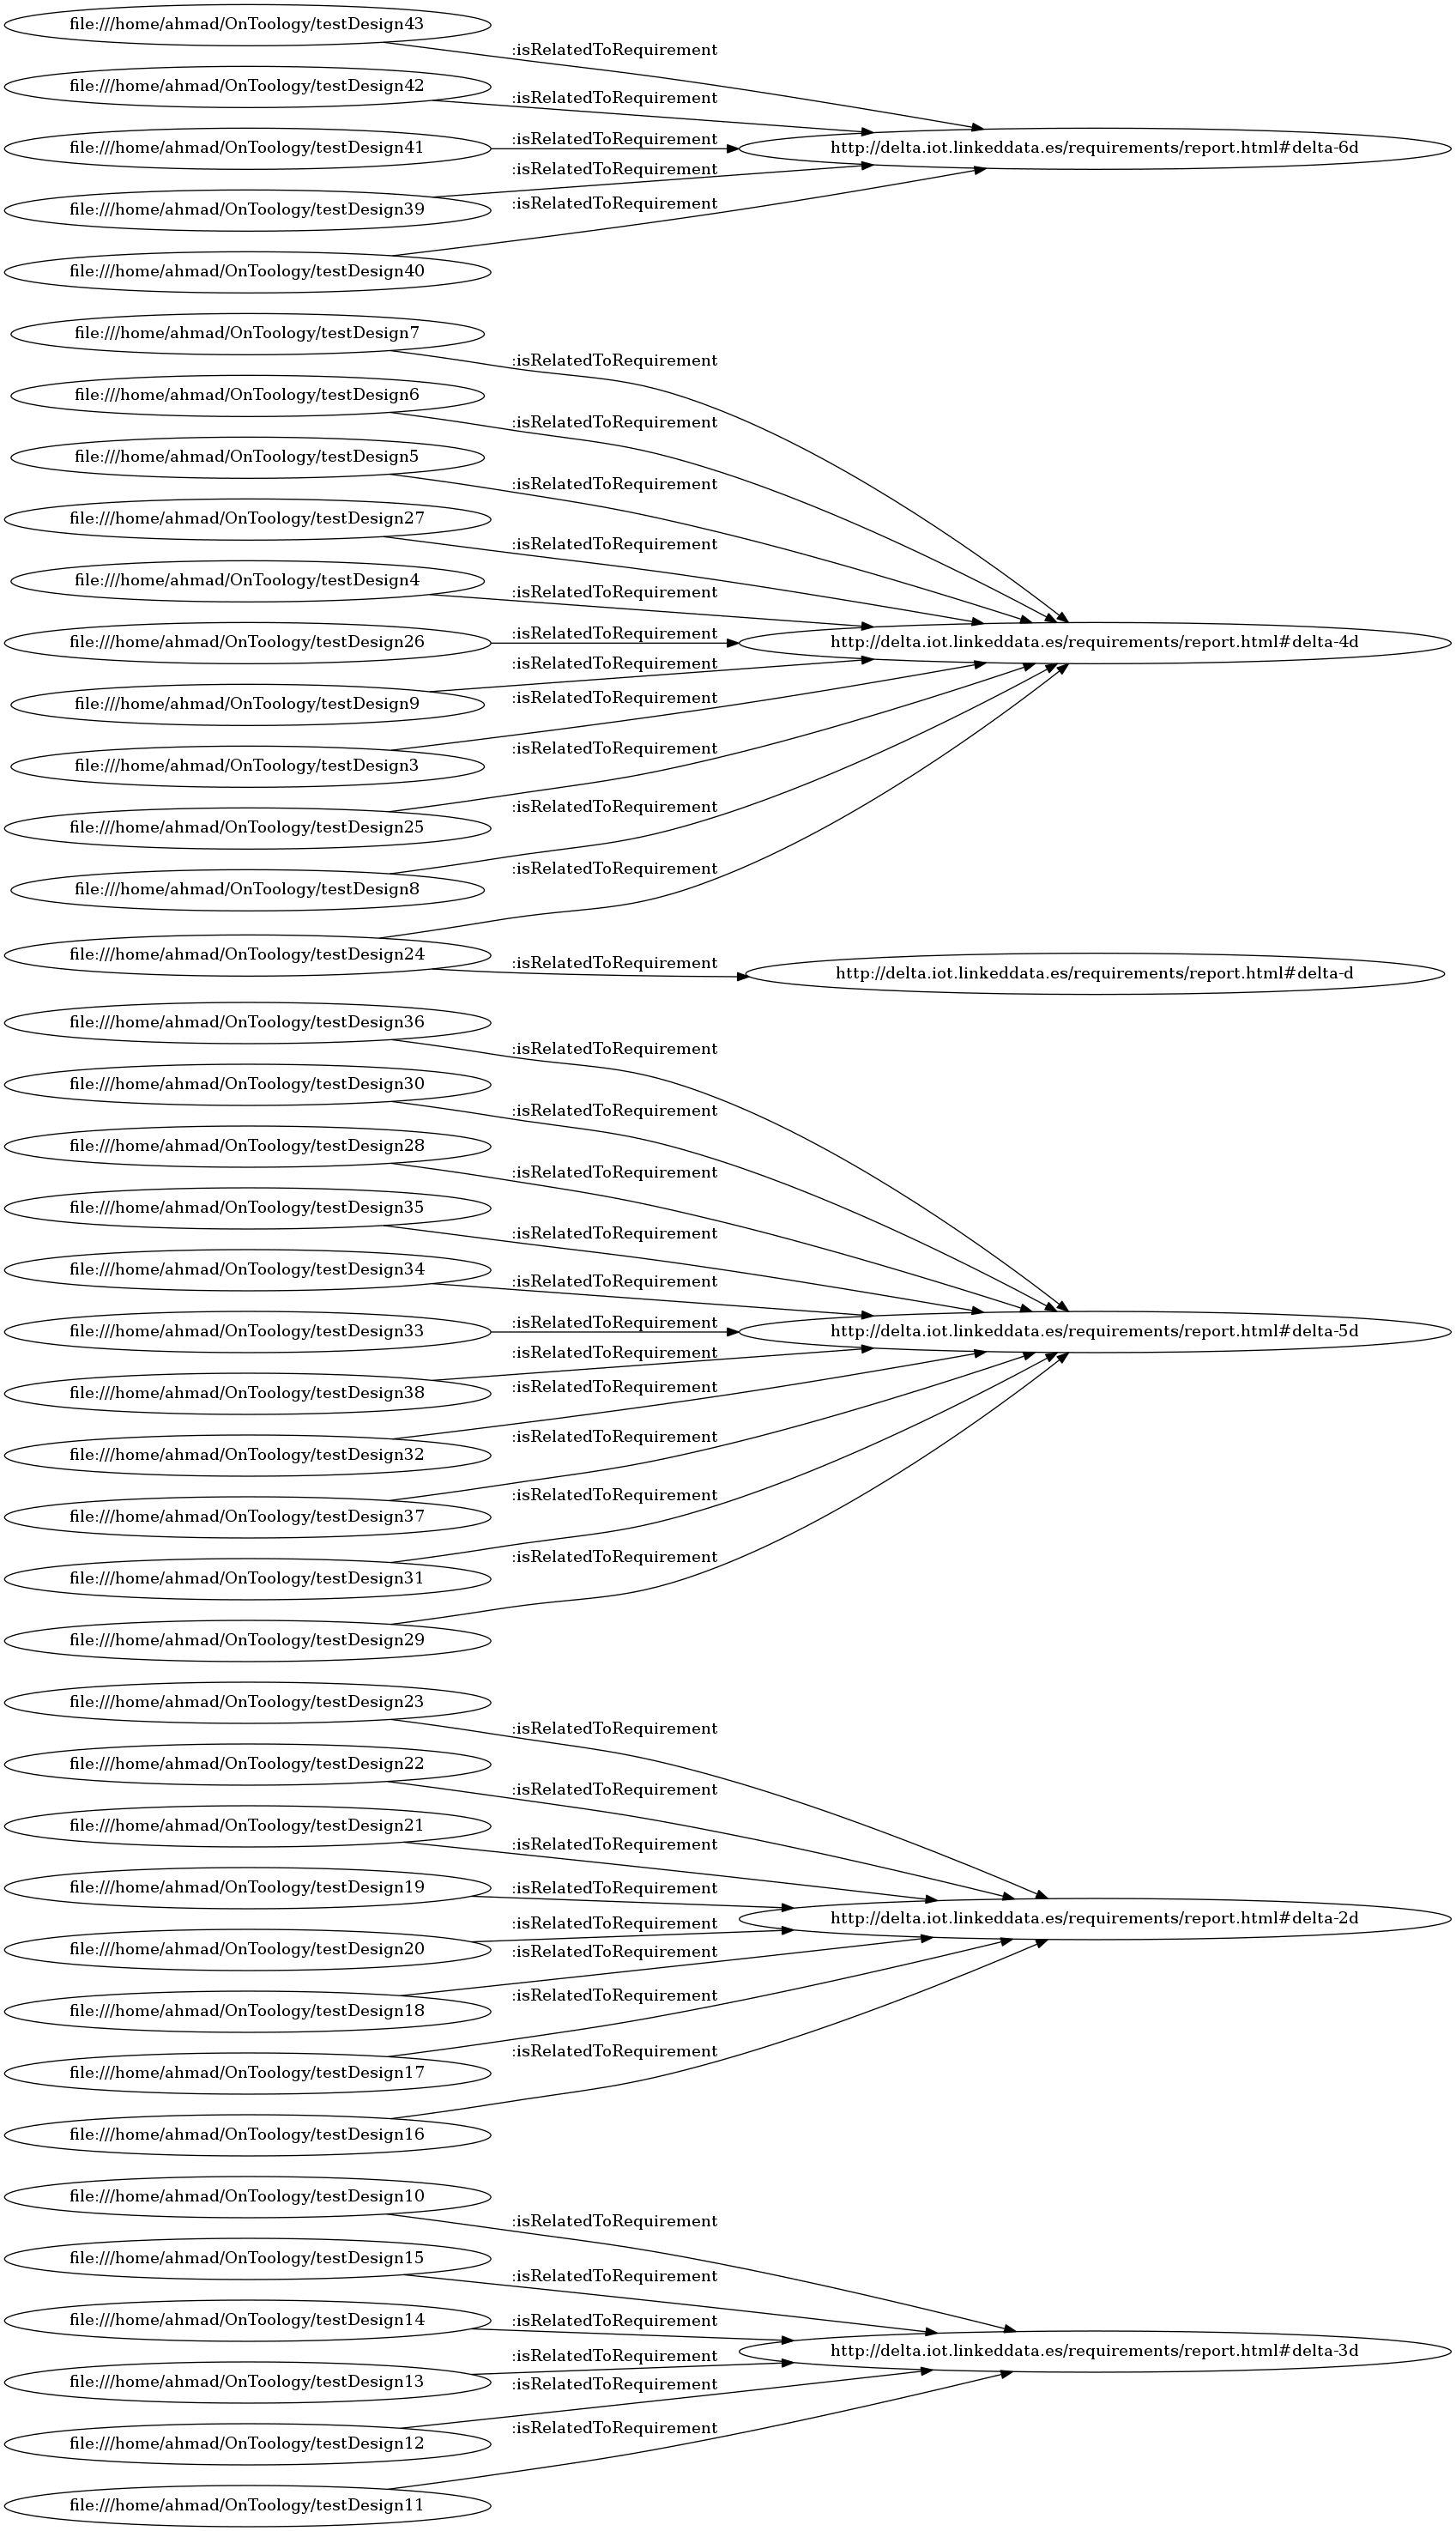 file:///home/ahmad/OnToology/testDesign43
:isRelatedToRequirement
file:///home/ahmad/OnToology/testDesign42
:isRelatedToRequirement
file:///home/ahmad/OnToology/testDesign41
:isRelatedToRequirement
http://delta.iot.linkeddata.es/requirements/report.html#delta-6d
:isRelatedToRequirement
file:///home/ahmad/OnToology/testDesign39
:isRelatedToRequirement
file:///home/ahmad/OnToology/testDesign40
file:///home/ahmad/OnToology/testDesign7
:isRelatedToRequirement
file:///home/ahmad/OnToology/testDesign6
:isRelatedToRequirement
file:///home/ahmad/OnToology/testDesign5
:isRelatedToRequirement
file:///home/ahmad/OnToology/testDesign27
:isRelatedToRequirement
file:///home/ahmad/OnToology/testDesign4
:isRelatedToRequirement
file:///home/ahmad/OnToology/testDesign26
:isRelatedToRequirement
http://delta.iot.linkeddata.es/requirements/report.html#delta-4d
:isRelatedToRequirement
file:///home/ahmad/OnToology/testDesign9
:isRelatedToRequirement
file:///home/ahmad/OnToology/testDesign3
:isRelatedToRequirement
file:///home/ahmad/OnToology/testDesign25
:isRelatedToRequirement
file:///home/ahmad/OnToology/testDesign8
:isRelatedToRequirement
file:///home/ahmad/OnToology/testDesign24
:isRelatedToRequirement
http://delta.iot.linkeddata.es/requirements/report.html#delta-d
file:///home/ahmad/OnToology/testDesign36
:isRelatedToRequirement
file:///home/ahmad/OnToology/testDesign30
:isRelatedToRequirement
file:///home/ahmad/OnToology/testDesign28
:isRelatedToRequirement
file:///home/ahmad/OnToology/testDesign35
:isRelatedToRequirement
file:///home/ahmad/OnToology/testDesign34
:isRelatedToRequirement
file:///home/ahmad/OnToology/testDesign33
:isRelatedToRequirement
http://delta.iot.linkeddata.es/requirements/report.html#delta-5d
:isRelatedToRequirement
file:///home/ahmad/OnToology/testDesign38
:isRelatedToRequirement
file:///home/ahmad/OnToology/testDesign32
:isRelatedToRequirement
file:///home/ahmad/OnToology/testDesign37
:isRelatedToRequirement
file:///home/ahmad/OnToology/testDesign31
:isRelatedToRequirement
file:///home/ahmad/OnToology/testDesign29
file:///home/ahmad/OnToology/testDesign23
:isRelatedToRequirement
file:///home/ahmad/OnToology/testDesign22
:isRelatedToRequirement
file:///home/ahmad/OnToology/testDesign21
:isRelatedToRequirement
file:///home/ahmad/OnToology/testDesign19
:isRelatedToRequirement
http://delta.iot.linkeddata.es/requirements/report.html#delta-2d
:isRelatedToRequirement
file:///home/ahmad/OnToology/testDesign20
:isRelatedToRequirement
file:///home/ahmad/OnToology/testDesign18
:isRelatedToRequirement
file:///home/ahmad/OnToology/testDesign17
:isRelatedToRequirement
file:///home/ahmad/OnToology/testDesign16
file:///home/ahmad/OnToology/testDesign10
:isRelatedToRequirement
file:///home/ahmad/OnToology/testDesign15
:isRelatedToRequirement
file:///home/ahmad/OnToology/testDesign14
:isRelatedToRequirement
http://delta.iot.linkeddata.es/requirements/report.html#delta-3d
:isRelatedToRequirement
file:///home/ahmad/OnToology/testDesign13
:isRelatedToRequirement
file:///home/ahmad/OnToology/testDesign12
:isRelatedToRequirement
file:///home/ahmad/OnToology/testDesign11